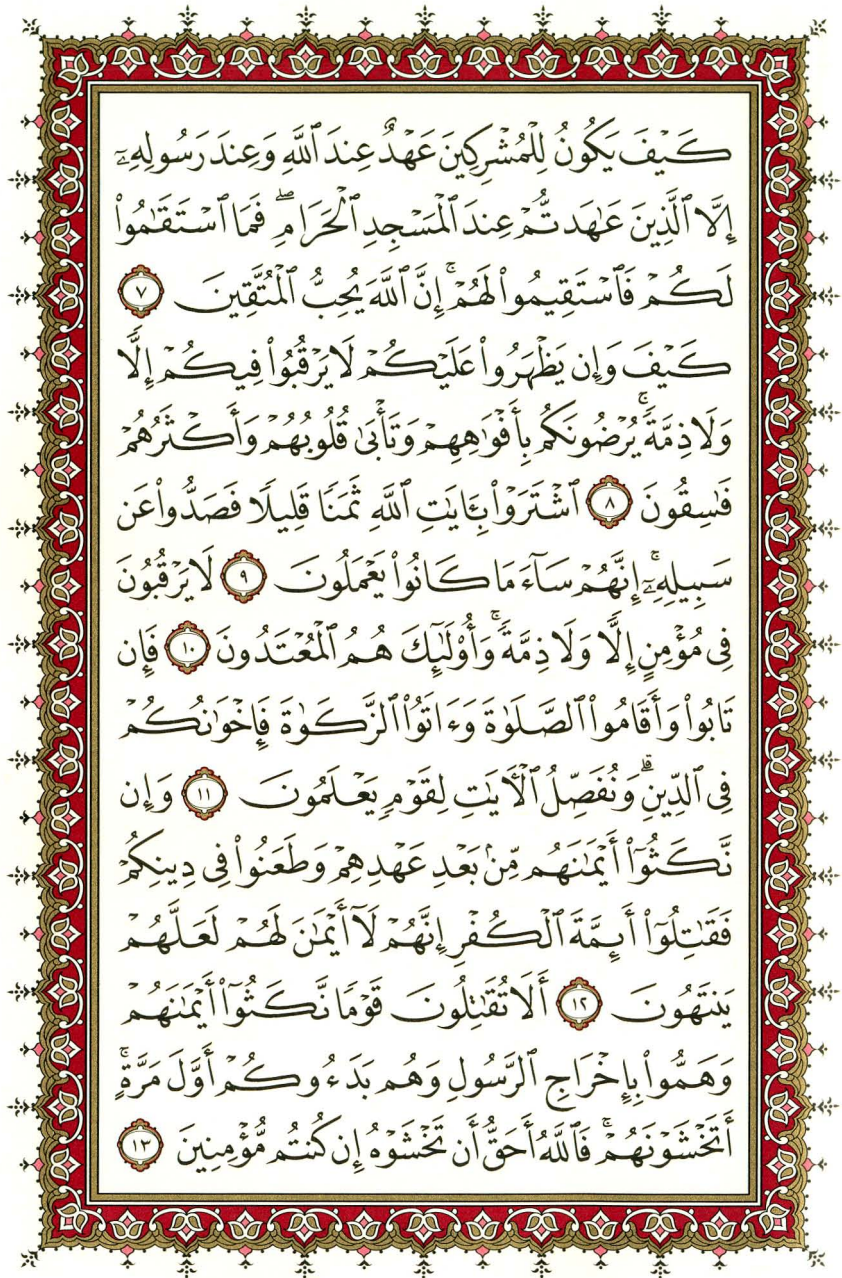 كَيْفَ يَكُونُ لِلْمُشْرِكِينَ عَهْدٌ عِندَ ٱللَّهِ وَعِندَ رَسُولِهِۦٓ
إِلَّا ٱلَّذِينَ عَٰهَدتُّمْ عِندَ ٱلْمَسْجِدِ ٱلْحَرَامِ ۖ فَمَا ٱسْتَقَٰمُوا۟
لَكُمْ فَٱسْتَقِيمُوا۟ لَهُمْ ۚ إِنَّ ٱللَّهَ يُحِبُّ ٱلْمُتَّقِينَ ٧
كَيْفَ وَإِن يَظْهَرُوا۟ عَلَيْكُمْ لَا يَرْقُبُوا۟ فِيكُمْ إِلًّا
وَلَا ذِمَّةً ۚ يُرْضُونَكُم بِأَفْوَٰهِهِمْ وَتَأْبَىٰ قُلُوبُهُمْ وَأَكْثَرُهُمْ
فَٰسِقُونَ ٨ ٱشْتَرَوْا۟ بِـَٔايَٰتِ ٱللَّهِ ثَمَنًا قَلِيلًا فَصَدُّوا۟ عَن
سَبِيلِهِۦٓ ۚ إِنَّهُمْ سَآءَ مَا كَانُوا۟ يَعْمَلُونَ ٩ لَا يَرْقُبُونَ
فِى مُؤْمِنٍ إِلًّا وَلَا ذِمَّةً ۚ وَأُو۟لَٰٓئِكَ هُمُ ٱلْمُعْتَدُونَ ١٠ فَإِن
تَابُوا۟ وَأَقَامُوا۟ ٱلصَّلَوٰةَ وَءَاتَوُا۟ ٱلزَّكَوٰةَ فَإِخْوَٰنُكُمْ
فِى ٱلدِّينِ ۗ وَنُفَصِّلُ ٱلْـَٔايَٰتِ لِقَوْمٍ يَعْلَمُونَ ١١ وَإِن
نَّكَثُوٓا۟ أَيْمَٰنَهُم مِّنۢ بَعْدِ عَهْدِهِمْ وَطَعَنُوا۟ فِى دِينِكُمْ
فَقَٰتِلُوٓا۟ أَئِمَّةَ ٱلْكُفْرِ إِنَّهُمْ لَآ أَيْمَٰنَ لَهُمْ لَعَلَّهُمْ
يَنتَهُونَ ١٢ أَلَا تُقَٰتِلُونَ قَوْمًا نَّكَثُوٓا۟ أَيْمَٰنَهُمْ
وَهَمُّوا۟ بِإِخْرَاجِ ٱلرَّسُولِ وَهُم بَدَءُوكُمْ أَوَّلَ مَرَّةٍ ۚ
أَتَخْشَوْنَهُمْ ۚ فَٱللَّهُ أَحَقُّ أَن تَخْشَوْهُ إِن كُنتُم مُّؤْمِنِينَ ١٣